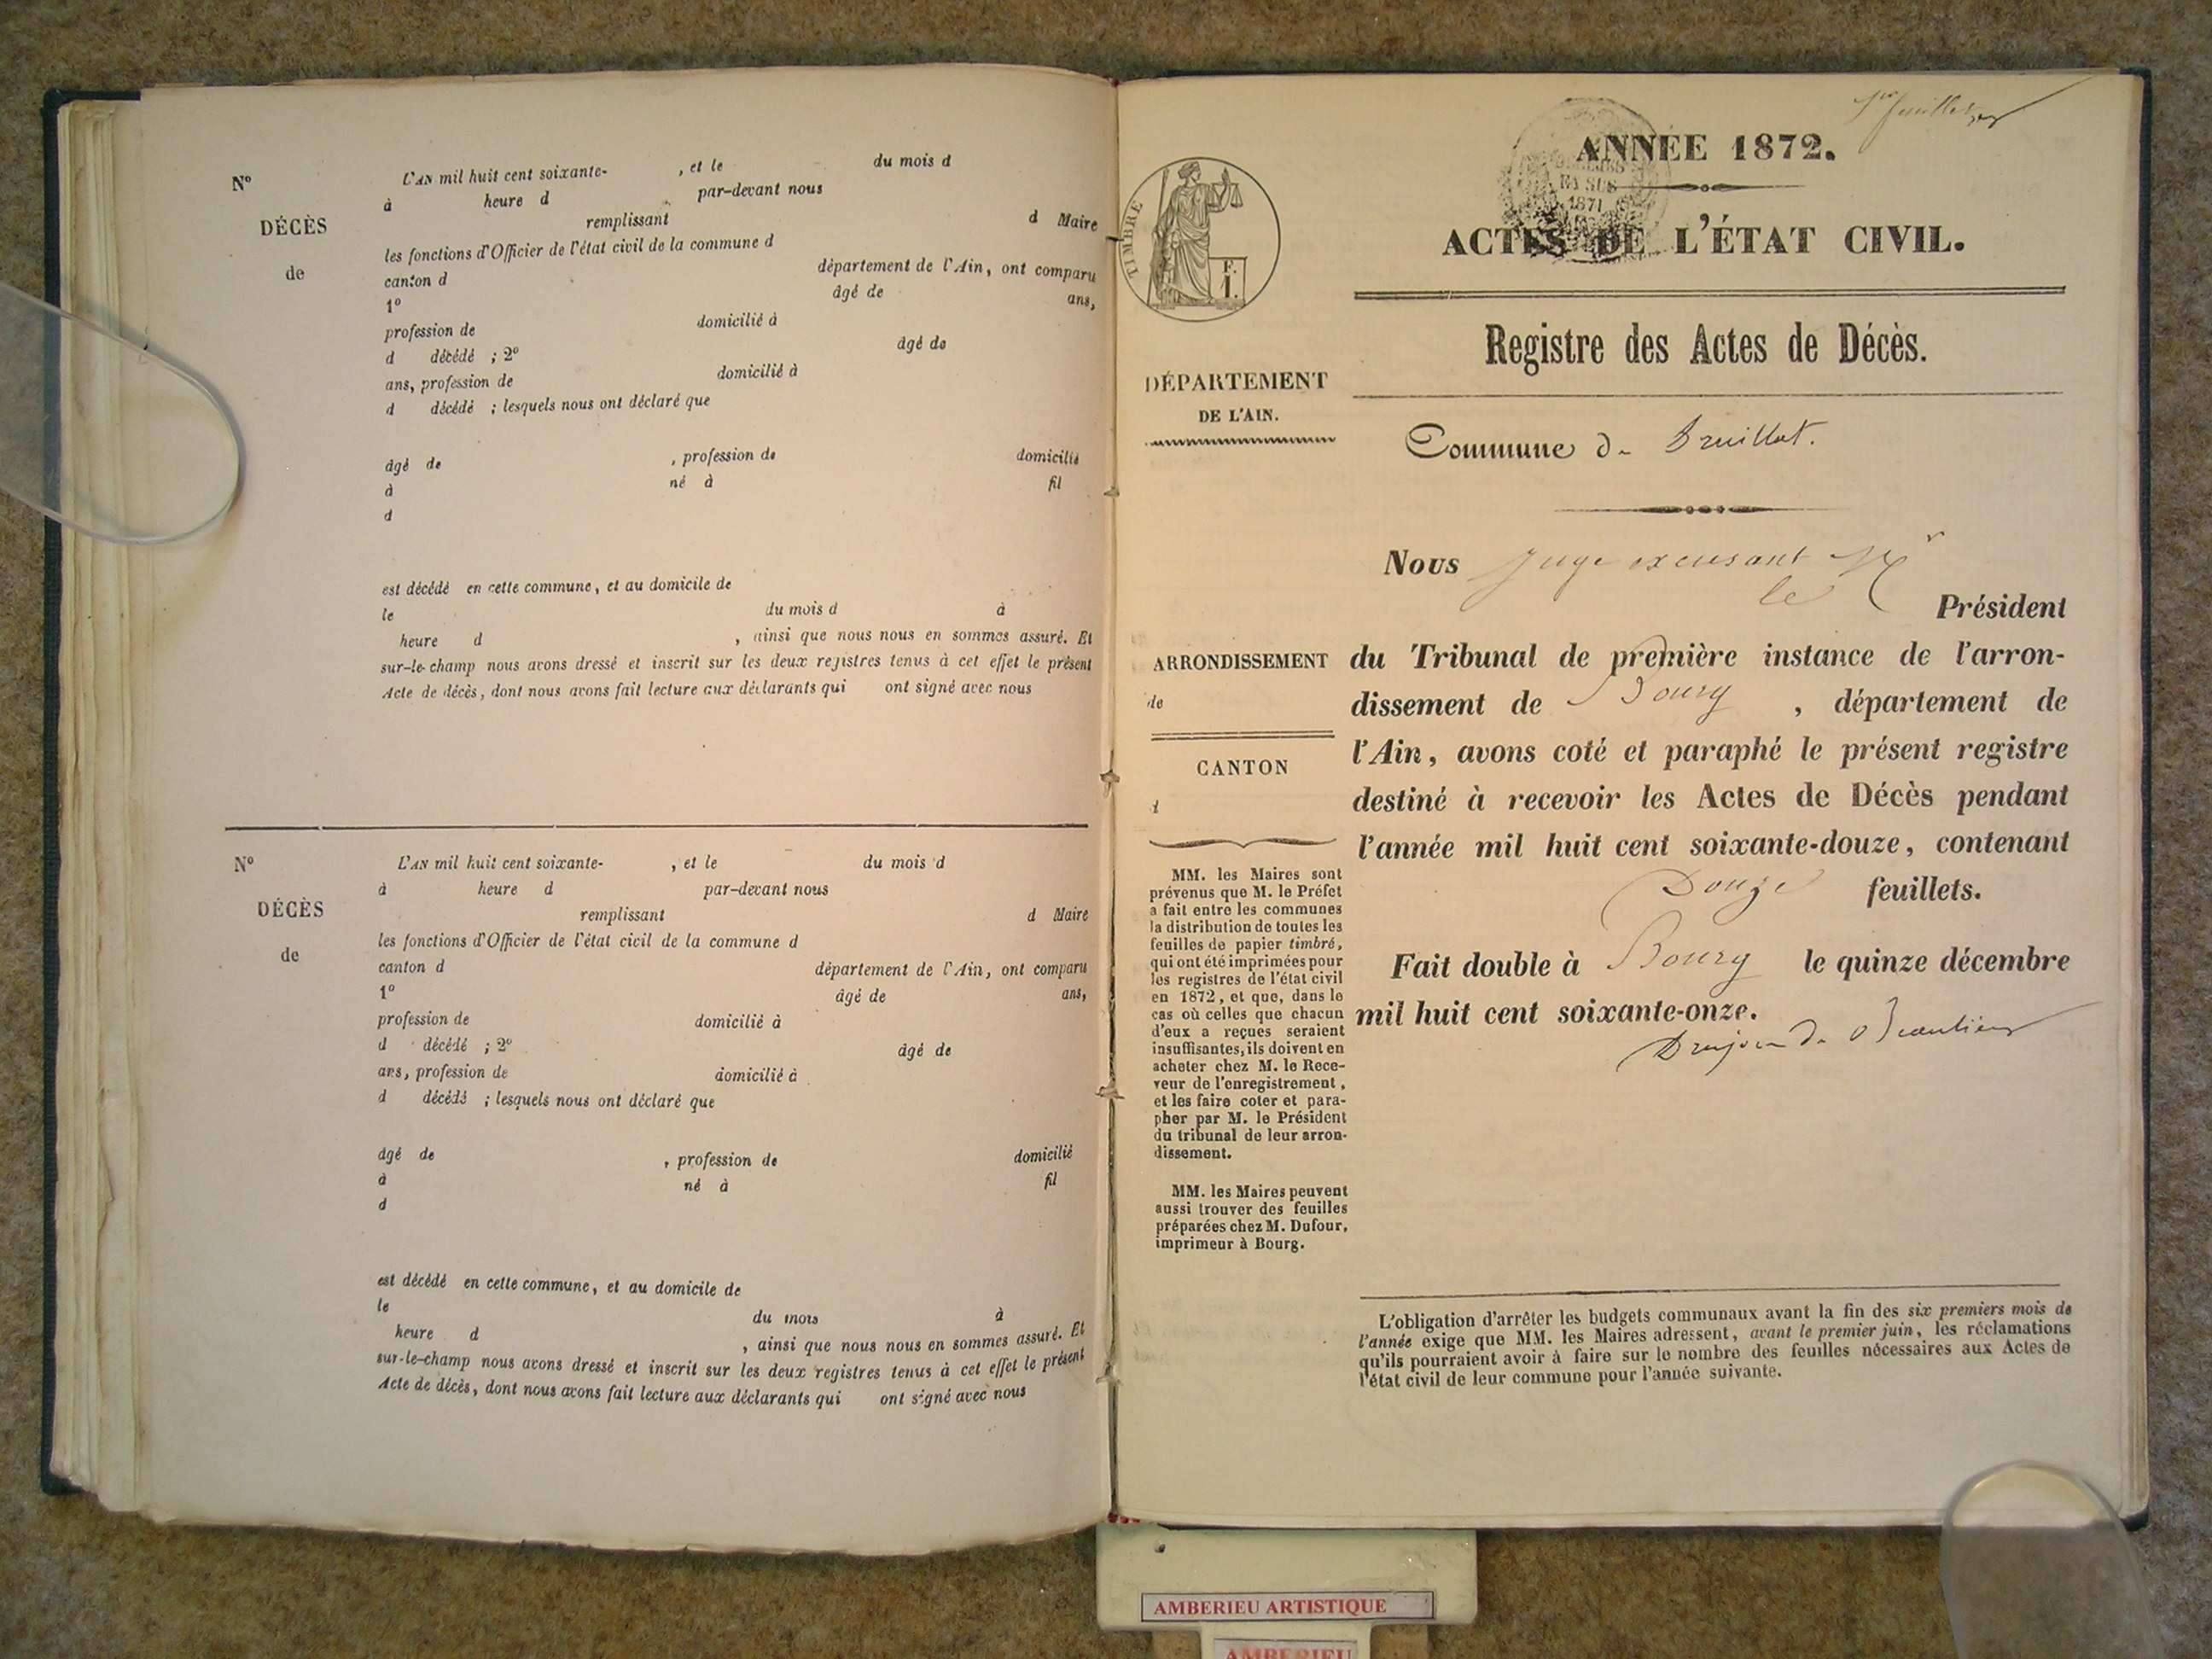 N° L'AN mil huit cent soixante- , et le du mois d
à heure d par-devant nous
DÉCÈS remplissant d Maire
les fonctions d'Officier de l'état civil de la commune d
de canton d département de l'Ain, ont comparu
1° âgé de ans,
profession de domicilié à
d décédé ; 2° âgé de
ans, profession de domicilié à
d décédé ; lesquels nous ont déclaré que
âgé de , profession de domicilié
à né à fil
d
est décédé en cette commune, et au domicile de
le du mois d à
heure d , ainsi que nous nous en sommes assuré. Et
sur-le-champ nous avons dressé et inscrit sur les deux registres tenus à cet effet le présent
Acte de décès, dont nous avons fait lecture aux déclarants qui ont signé avec nous
N° L'AN mil huit cent soixante- , et le du mois d
à heure d par-devant nous
DÉCÈS remplissant d Maire
les fonctions d'Officier de l'état civil de la commune d
de canton d département de l'Ain, ont comparu
1° âgé de ans,
profession de domicilié à
d décédé ; 2° âgé de
ans, profession de domicilié à
d décédé ; lesquels nous ont déclaré que
âgé de , profession de domicilié
à né à fil
d
est décédé en cette commune, et au domicile de
le du mois à
heure d , ainsi que nous nous en sommes assuré. Et
sur-le-champ nous avons dressé et inscrit sur les deux registres tenus à cet effet le présent
Acte de décès, dont nous avons fait lecture aux déclarants qui ont signé avec nous
1er feuillet
ANNÉE 1872.
EN SUS
1871
ACTES DE L'ÉTAT CIVIL.
TIMBRE
F.
1.
Registre des Actes de Décès.
DÉPARTEMENT
DE L'AIN.
Commune de Druillat.
Nous Juge excusant Mr
le Président
du Tribunal de première instance de l'arron-
dissement de Bourg , département de
l'Ain, avons coté et paraphé le présent registre
destiné à recevoir les Actes de Décès pendant
l'année mil huit cent soixante-douze, contenant
Douze feuillets.
Fait double à Bourg le quinze décembre
mil huit cent soixante-onze.
de Beaulieu
ARRONDISSEMENT
de
CANTON
d
MM. les Maires sont
prévenus que M. le Préfet
a fait entre les communes
la distribution de toutes les
feuilles de papier timbré,
qui ont été imprimées pour
les registres de l'état civil
en 1872, et que, dans le
cas où celles que chacun
d'eux a reçues seraient
insuffisantes, ils doivent en
acheter chez M. le Rece-
veur de l'enregistrement,
et les faire coter et para-
pher par M. le Président
du tribunal de leur arron-
dissement.
MM. les Maires peuvent
aussi trouver des feuilles
préparées chez M. Dufour,
imprimeur à Bourg.
L'obligation d'arrêter les budgets communaux avant la fin des six premiers mois de
l'année exige que MM. les Maires adressent, avant le premier juin, les réclamations
qu'ils pourraient avoir à faire sur le nombre des feuilles nécessaires aux Actes de
l'état civil de leur commune pour l'année suivante.
AMBERIEU ARTISTIQUE
AMBERIEU